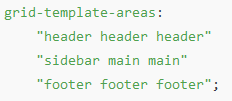 grid-template-areas:
"header header header"
"sidebar main main"
"footer footer footer";